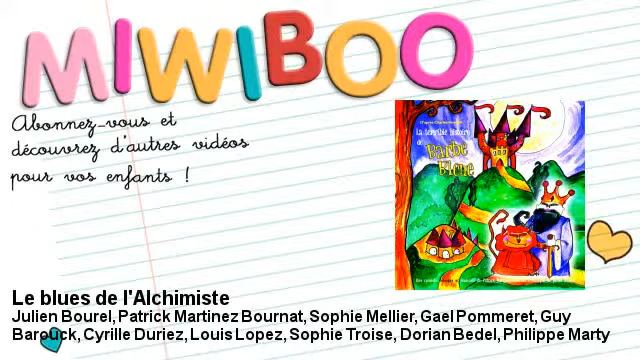 MIWIBOO
Abonnez-vous et
découvrez d'autres vidéos
pour vos enfants !
La terrible histoire
de
Barbe
Bleue
Le blues de l'Alchimiste
Julien Bourel, Patrick Martinez Bournat, Sophie Mellier, Gael Pommeret, Guy
Barouck, Cyrille Duriez, Louis Lopez, Sophie Troise, Dorian Bedel, Philippe Marty